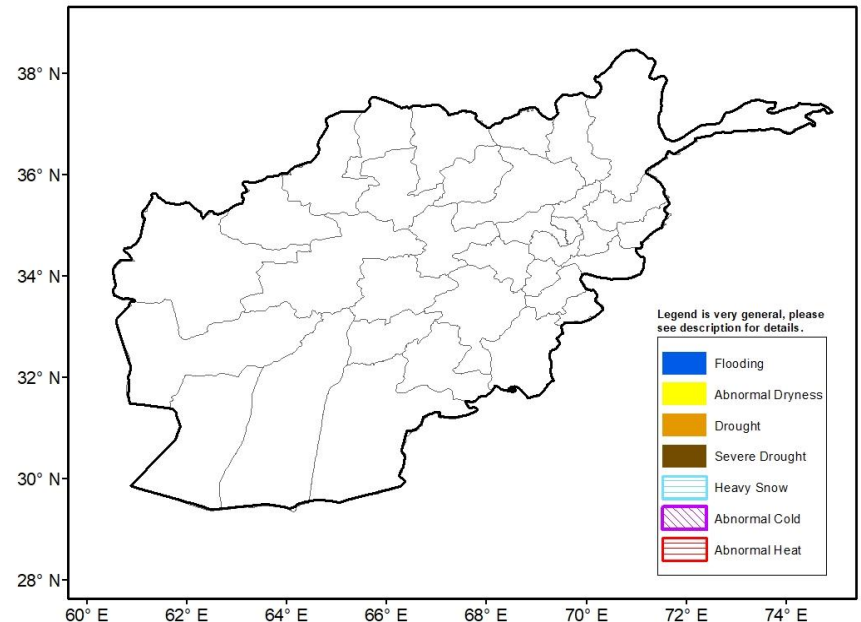 38° N
36° N
34° N
32° N
30° N
28° N
Legend is very general, please
see description for details.
Flooding
Abnormal Dryness
Drought
Severe Drought
Heavy Snow
Abnormal Cold
Abnormal Heat
60° E 62° E 64° E 66° E 68° E 70° E 72° E 74° E